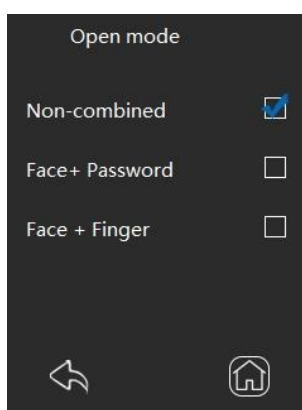 Open mode
Non-combined
Face+ Password
Face + Finger